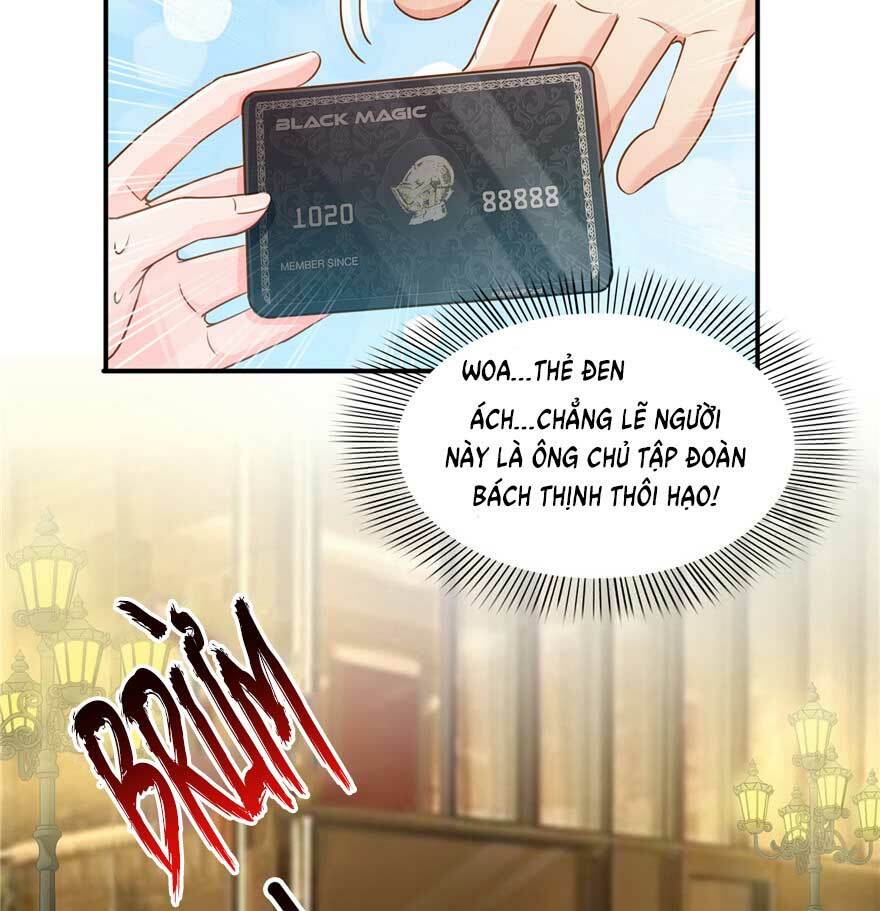 BLACK MAGIC
1020 88888
MEMBER SINCE
WOA...THẺ ĐEN
ÁCH...CHẲNG LẼ NGƯỜI
NÀY LÀ ÔNG CHỦ TẬP ĐOÀN
BÁCH THỊNH THÔI HẠO!
BRỪM